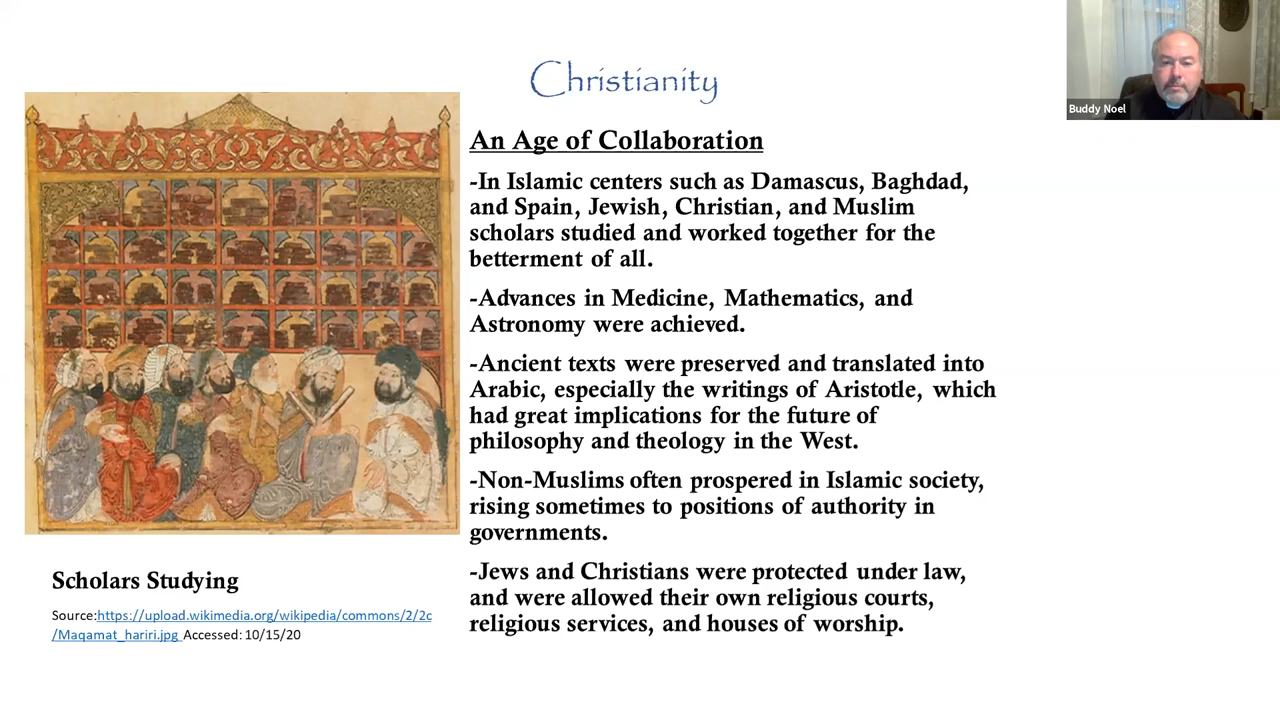 Christianity
Buddy Noel
An Age of Collaboration
-In Islamic centers such as Damascus, Baghdad,
and Spain, Jewish, Christian, and Muslim
scholars studied and worked together for the
betterment of all.
-Advances in Medicine, Mathematics, and
Astronomy were achieved.
-Ancient texts were preserved and translated into
Arabic, especially the writings of Aristotle, which
had great implications for the future of
philosophy and theology in the West.
-Non-Muslims often prospered in Islamic society,
rising sometimes to positions of authority in
governments.
-Jews and Christians were protected under law,
and were allowed their own religious courts,
religious services, and houses of worship.
Scholars Studying
Source:https://upload.wikimedia.org/wikipedia/commons/2/2c
/Maqamat_hariri.jpg Accessed: 10/15/20